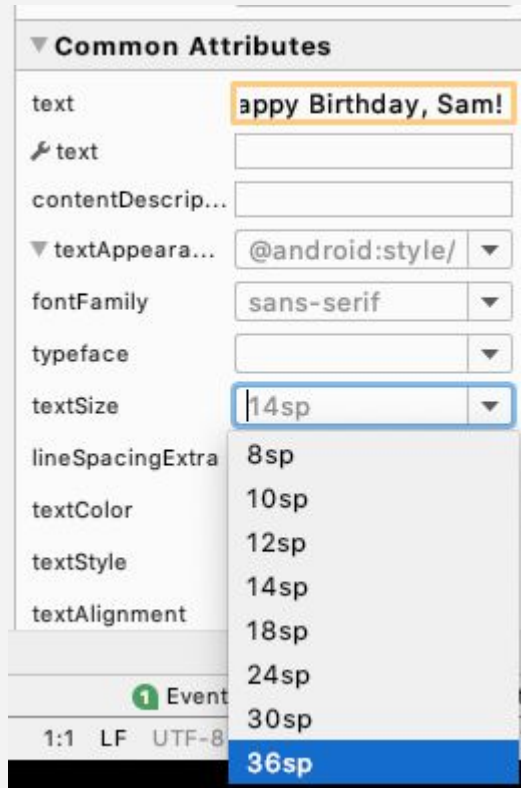 Common Attributes
text appy Birthday, Sam!
text
contentDescrip...
textAppeara... @android:style/
fontFamily sans-serif
typeface
textSize 14sp
lineSpacingExtra 8sp
10sp
textColor
12sp
textStyle
14sp
textAlignment
18sp
24sp
1 Event
30sp
1:1 LF UTF-8
36sp